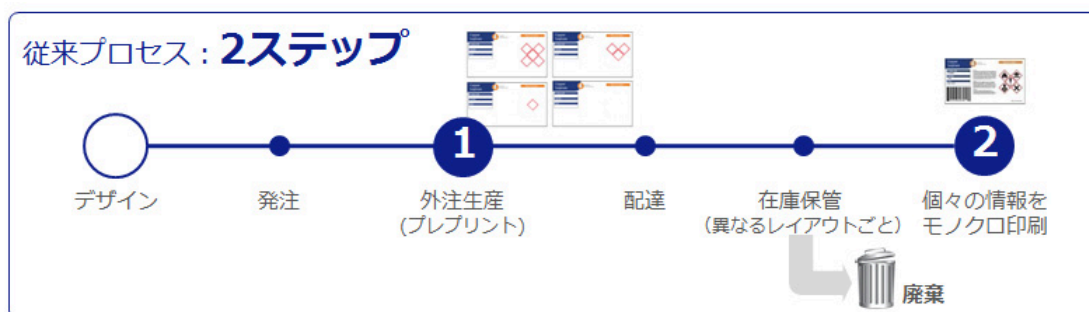 従来プロセス：2ステップ
1
2
デザイン
発注
外注生産
(プレプリント)
配達
在庫保管
（異なるレイアウトごと）
個々の情報を
モノクロ印刷
廃棄